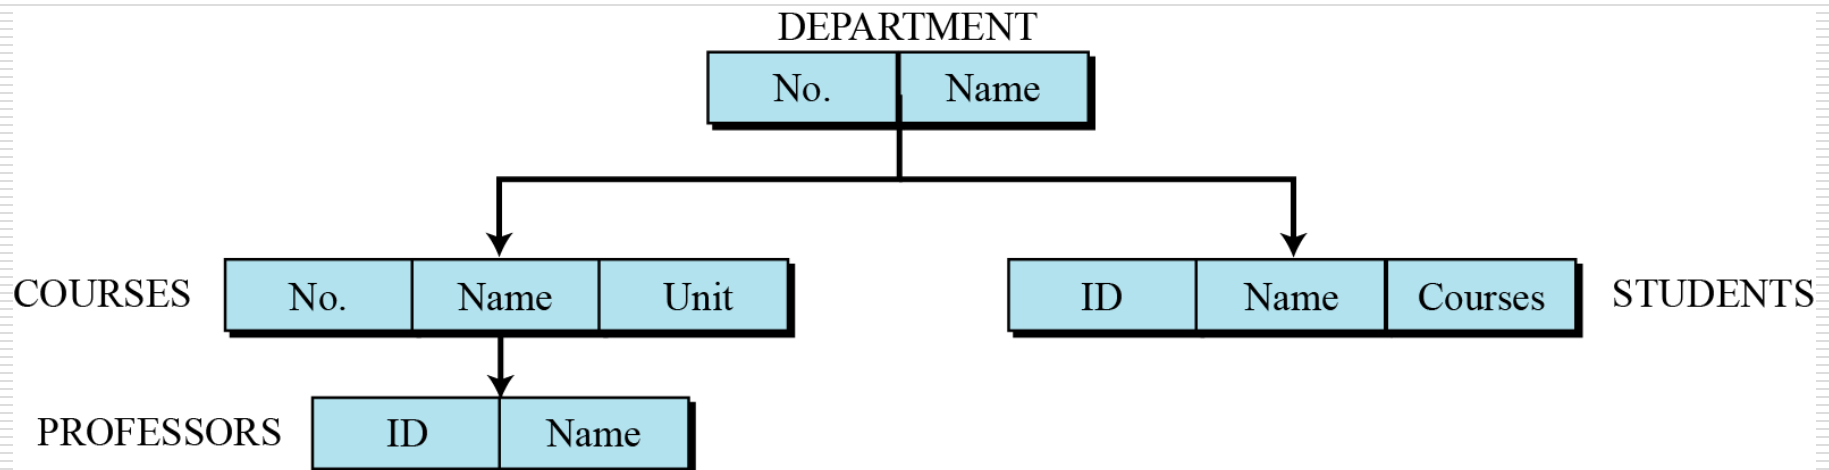 DEPARTMENT
No. Name
COURSES No. Name Unit
ID Name Courses STUDENTS
PROFESSORS ID Name